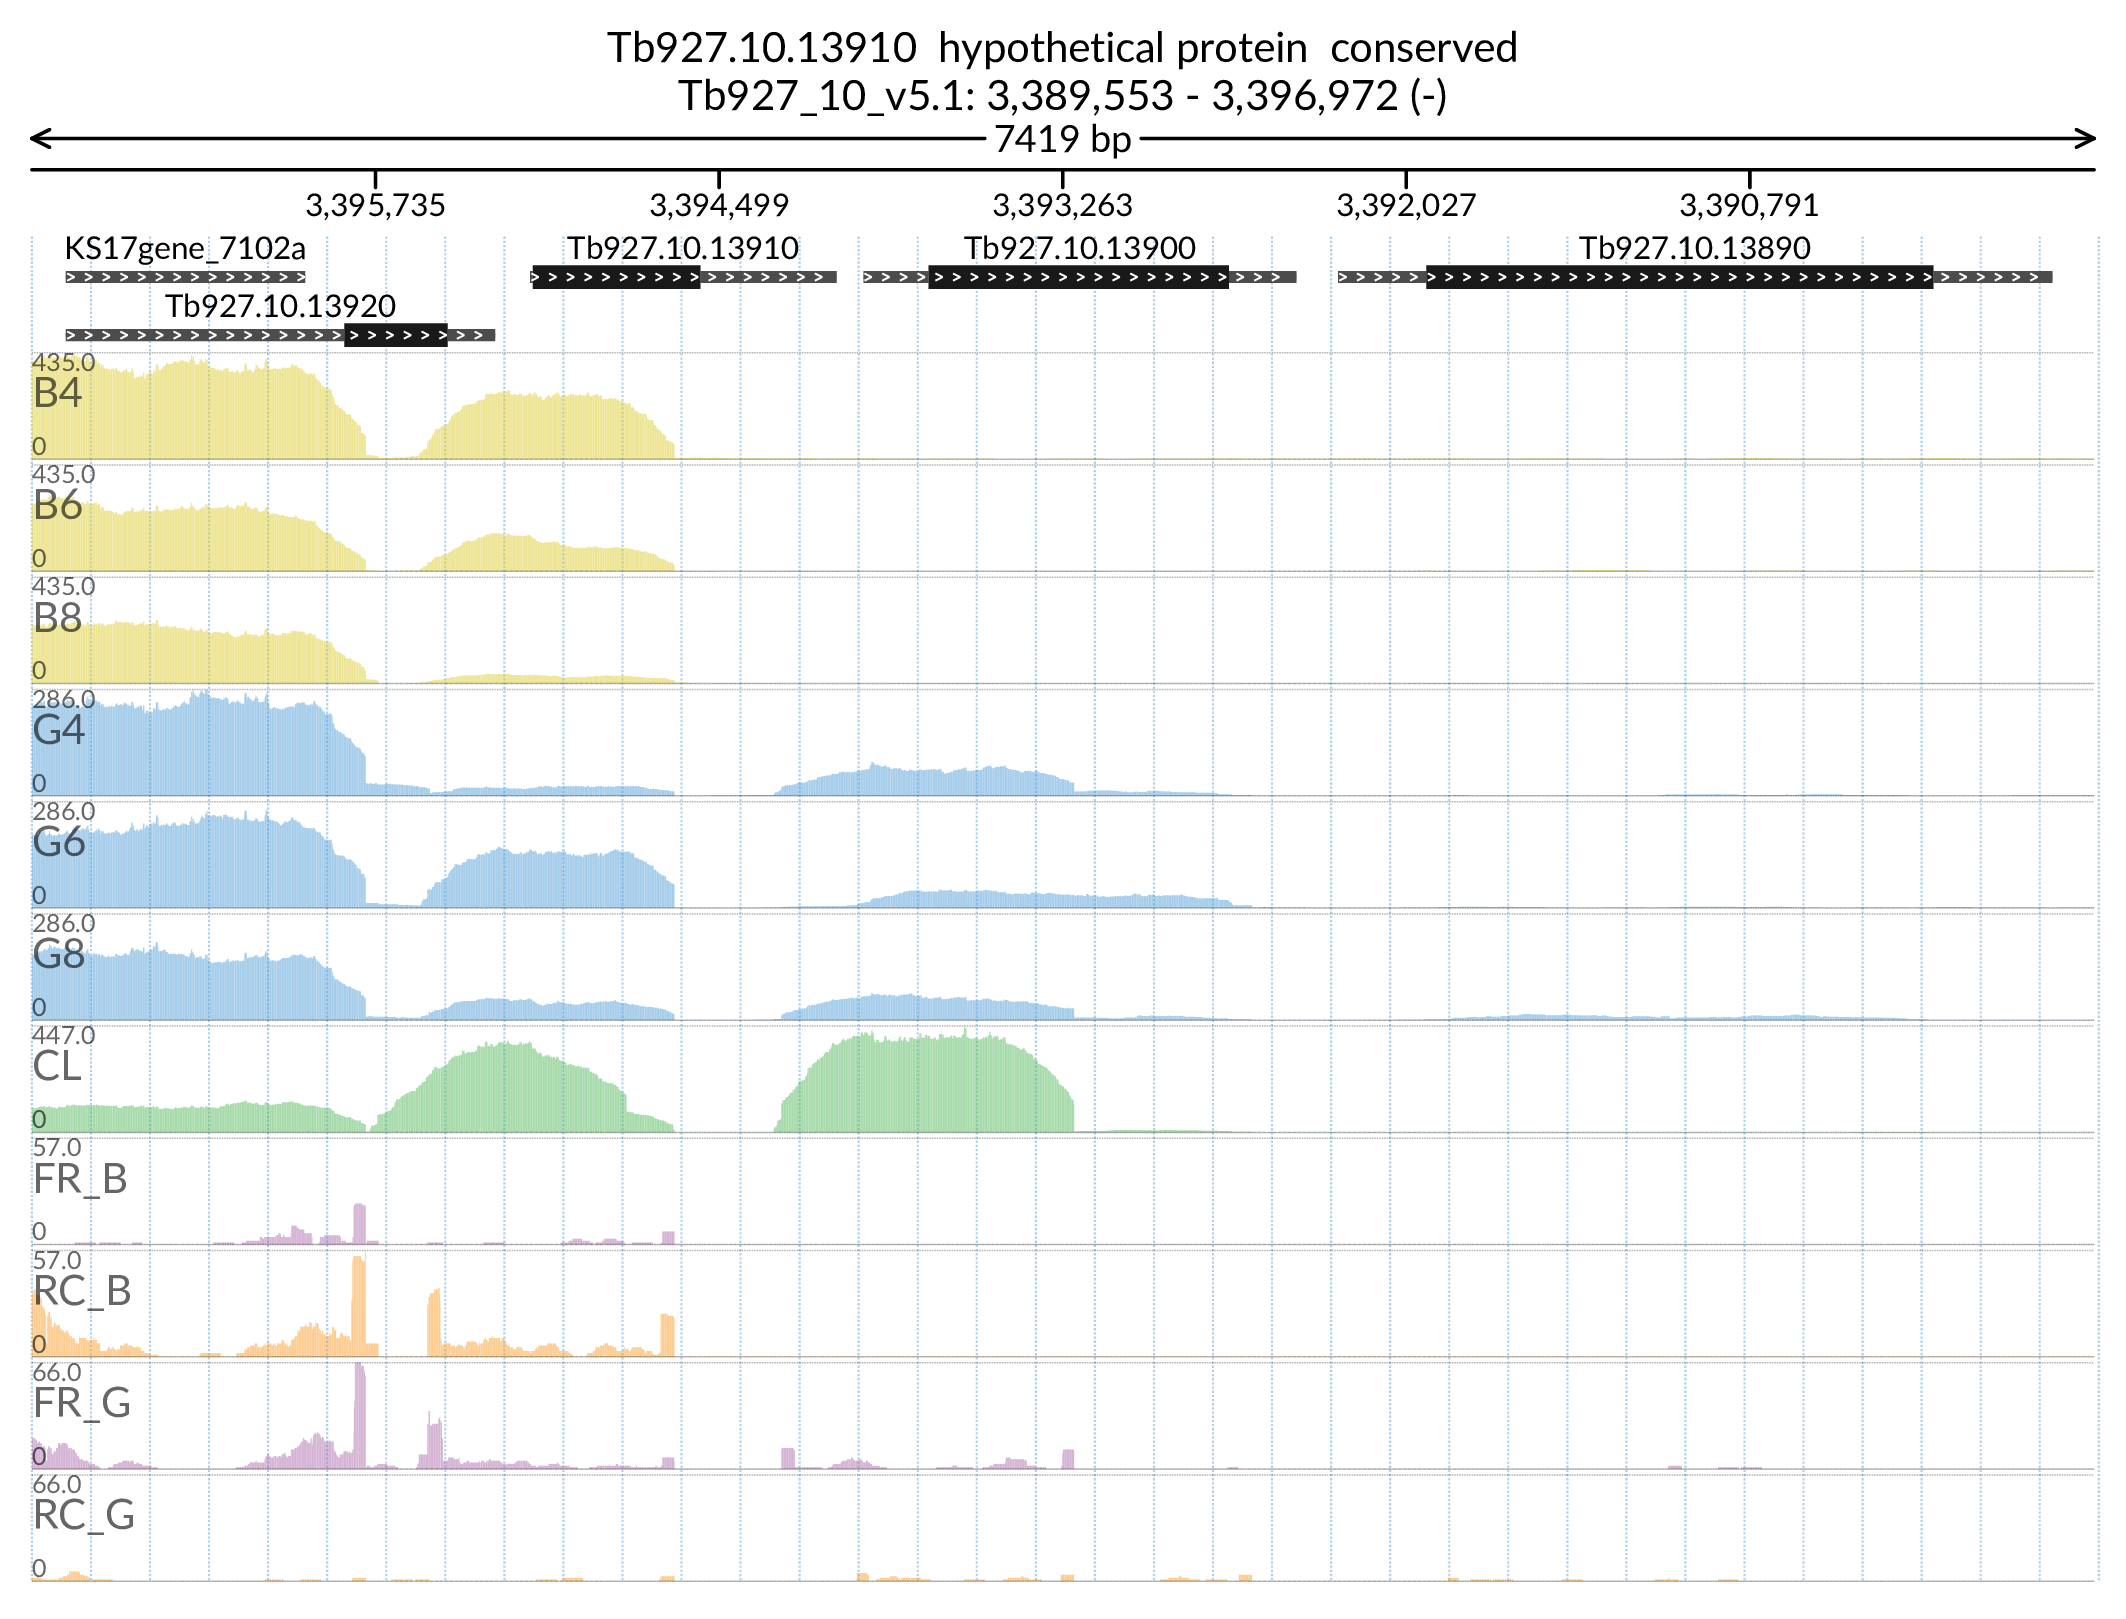 Tb927.10.13910 hypothetical protein conserved
Tb927_10_v5.1: 3,389,553 - 3,396,972 (-)
7419 bp
3,395,735 3,394,499 3,393,263 3,392,027 3,390,791
KS17gene_7102a Tb927.10.13910 Tb927.10.13900 Tb927.10.13890
Tb927.10.13920
435.0
B4
0
435.0
B6
0
435.0
B8
0
286.0
G4
0
286.0
G6
0
286.0
G8
0
447.0
CL
0
57.0
FR_B
0
57.0
RC_B
0
66.0
FR_G
0
66.0
RC_G
0